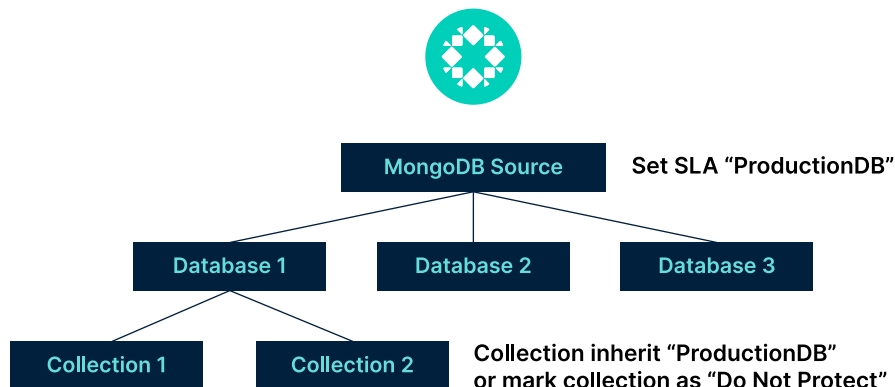 MongoDB Source
Set SLA “ProductionDB”
Database 1
Database 2
Database 3
Collection 1
Collection 2
Collection inherit “ProductionDB”
or mark collection as “Do Not Protect”